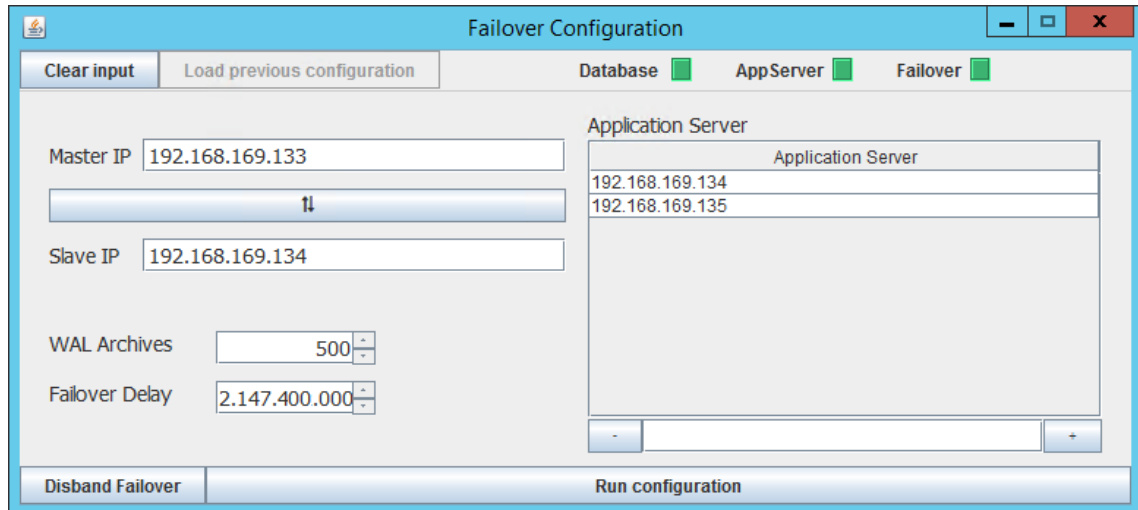 Failover Configuration
Clear input Load previous configuration Database AppServer Failover
Application Server
Master IP 192.168.169.133
Application Server
192.168.169.134
192.168.169.135
Slave IP 192.168.169.134
WAL Archives 500
Failover Delay 2.147.400.000
- +
Disband Failover Run configuration